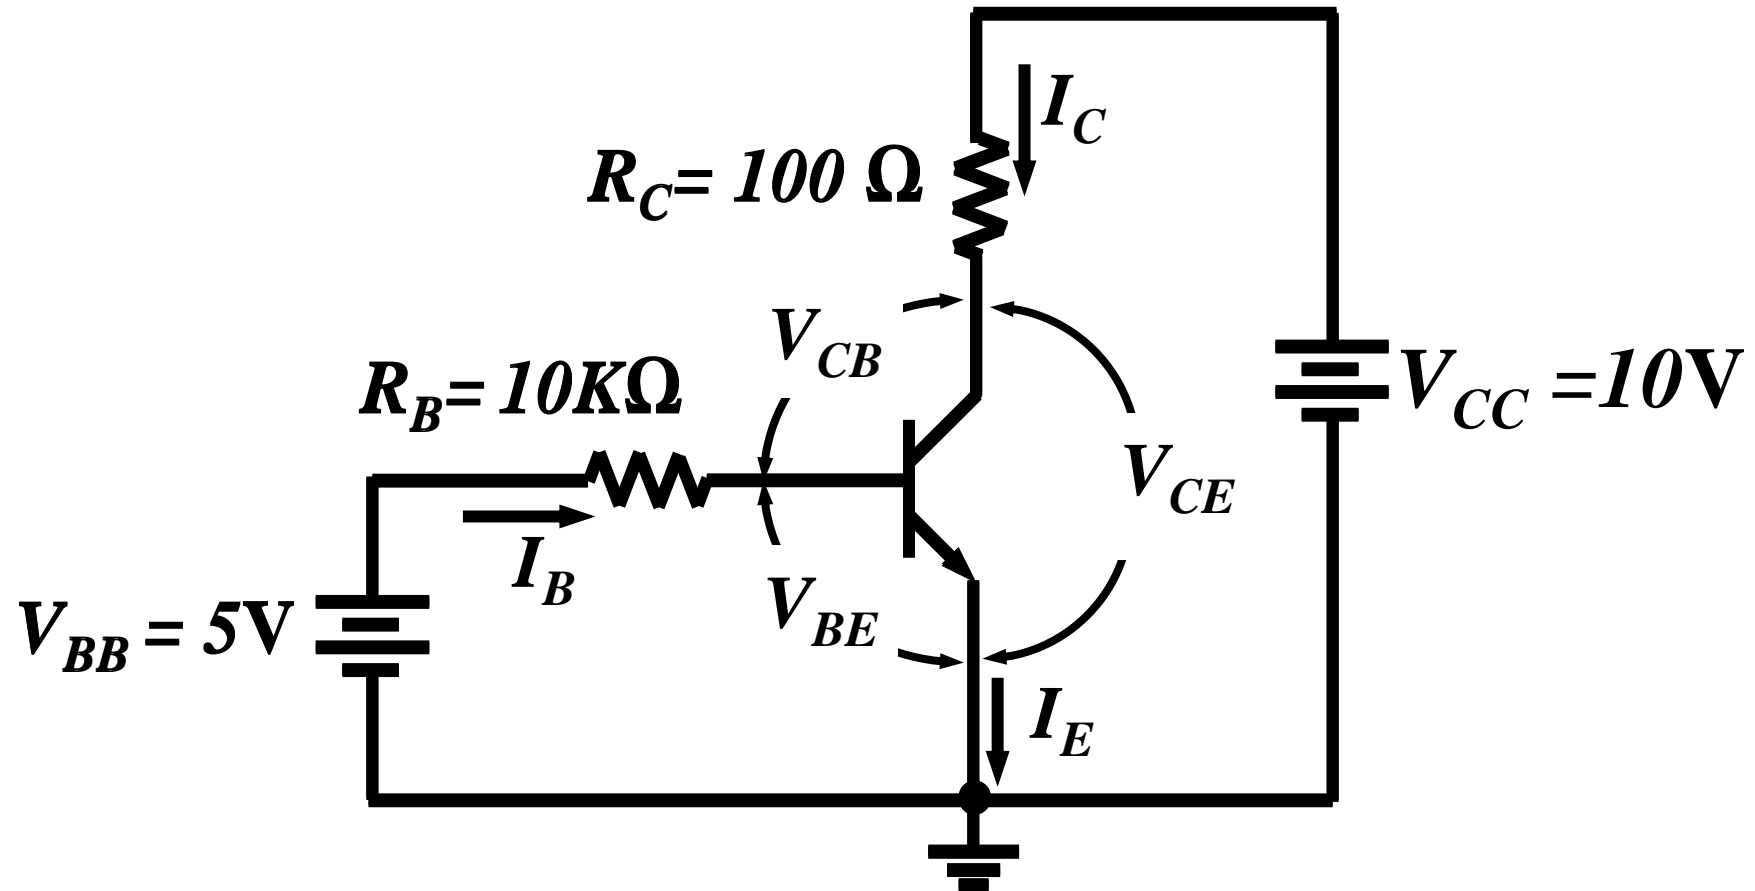 I_C
R_C= 100 Ω
V_CB
R_B= 10KΩ
V_CC =10V
V_CE
I_B
V_BB = 5V
V_BE
I_E